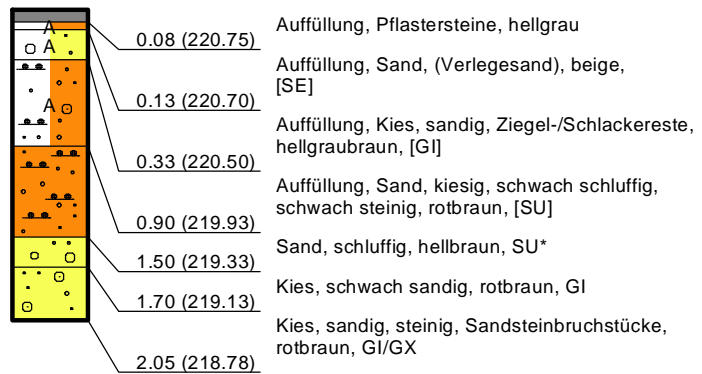 Auffüllung, Pflastersteine, hellgrau
0.08 (220.75)
Auffüllung, Sand, (Verlegesand), beige,
[SE]
0.13 (220.70)
Auffüllung, Kies, sandig, Ziegel-/Schlackereste,
hellgraubraun, [GI]
0.33 (220.50)
Auffüllung, Sand, kiesig, schwach schluffig,
schwach steinig, rotbraun, [SU]
0.90 (219.93)
Sand, schluffig, hellbraun, SU*
1.50 (219.33)
Kies, schwach sandig, rotbraun, GI
1.70 (219.13)
Kies, sandig, steinig, Sandsteinbruchstücke,
rotbraun, GI/GX
2.05 (218.78)
A
A
A